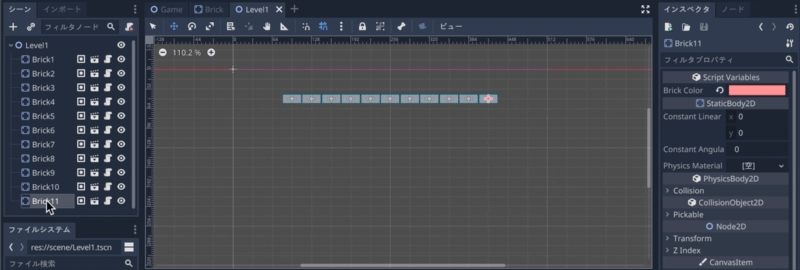 シーン インポート
フィルタノード
Level1
Brick1
Brick2
Brick3
Brick4
Brick5
Brick6
Brick7
Brick8
Brick9
Brick10
Brick11
ファイルシステム
res://scene/Level1.tscn
ファイル検索
Game Brick Level1
ビュー
110.2 %
インスペクタ ノード
Brick11
フィルタプロパティ
Script Variables
Brick Color
StaticBody2D
Constant Linear x 0
y 0
Constant Angula 0
Physics Material [空]
PhysicsBody2D
Collision
CollisionObject2D
Pickable
Node2D
Transform
Z Index
CanvasItem